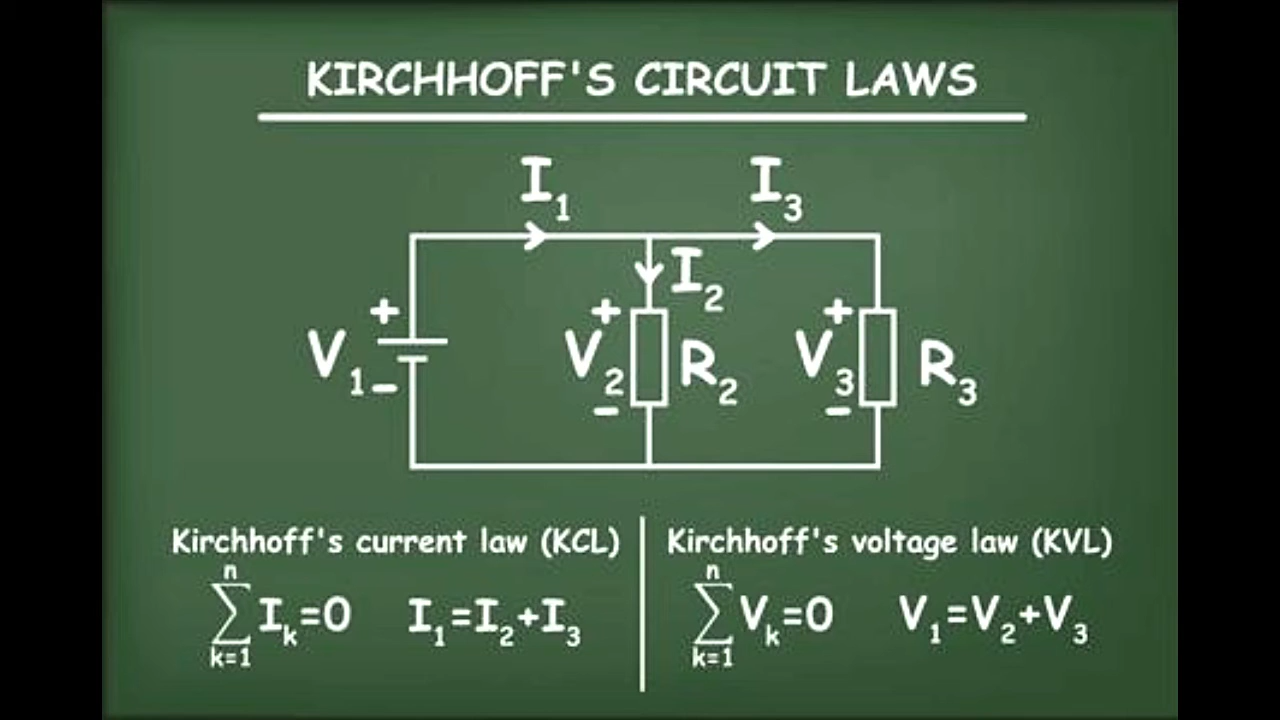 KIRCHHOFF'S CIRCUIT LAWS
I₁ I₃
I₂
+ + +
V₁ V₂ R₂ V₃ R₃
− − −
Kirchhoff's current law (KCL)
n
∑ Iₖ=0 I₁=I₂+I₃
k=1
Kirchhoff's voltage law (KVL)
n
∑ Vₖ=0 V₁=V₂+V₃
k=1